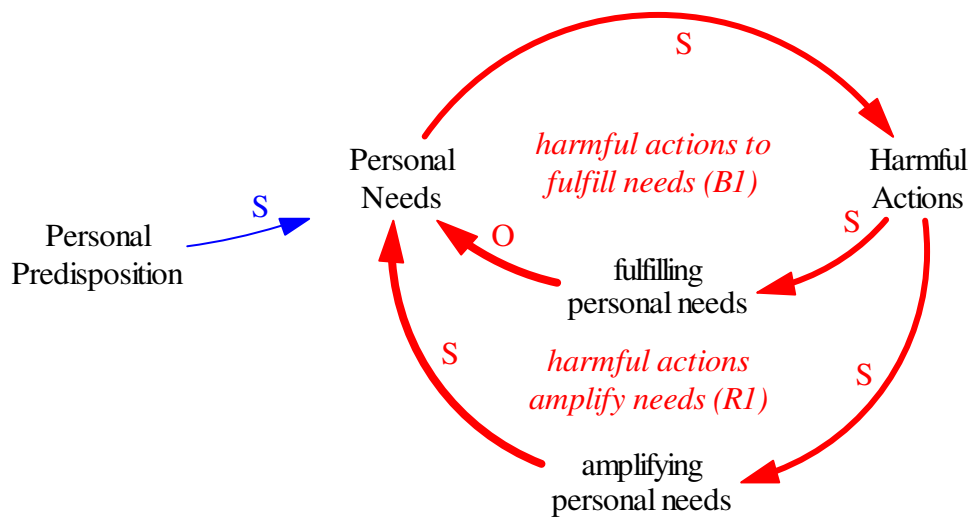 S
Personal
Needs
harmful actions to
fulfill needs (B1)
Harmful
Actions
S
Personal
Predisposition
O
S
fulfilling
personal needs
S
harmful actions
amplify needs (R1)
S
amplifying
personal needs